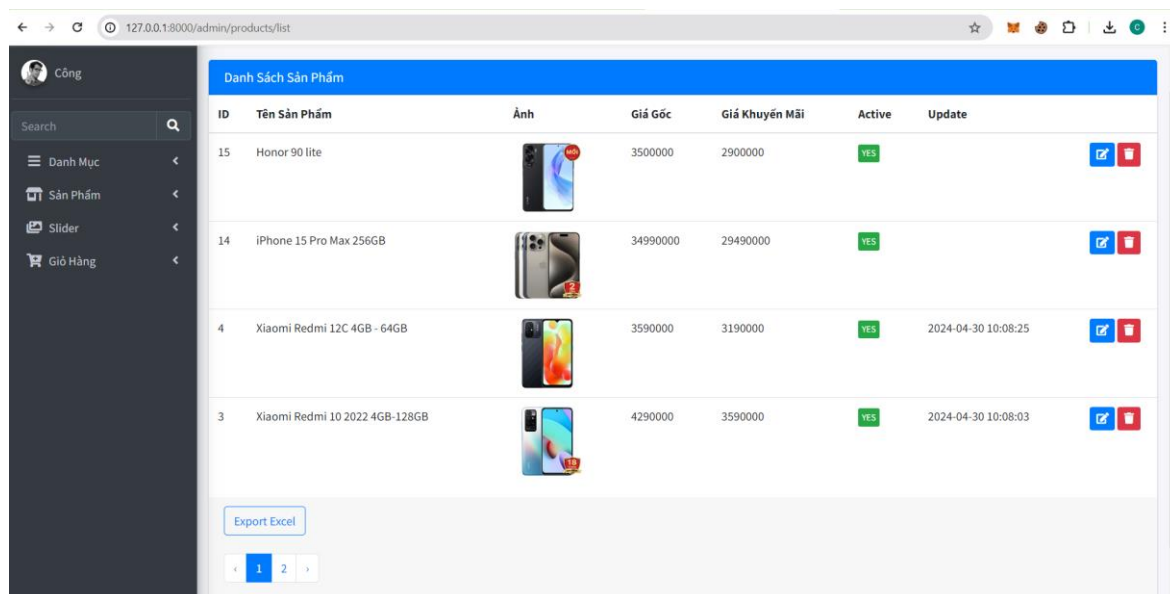 127.0.0.1:8000/admin/products/list
C
Công
Search
Danh Mục
Sản Phẩm
Slider
Giỏ Hàng
Danh Sách Sản Phẩm
ID Tên Sản Phẩm Ảnh Giá Gốc Giá Khuyến Mãi Active Update
15 Honor 90 lite MỚI 3500000 2900000 YES
14 iPhone 15 Pro Max 256GB 2 34990000 29490000 YES
4 Xiaomi Redmi 12C 4GB - 64GB 3590000 3190000 YES 2024-04-30 10:08:25
3 Xiaomi Redmi 10 2022 4GB-128GB 18 4290000 3590000 YES 2024-04-30 10:08:03
Export Excel
‹ 1 2 ›